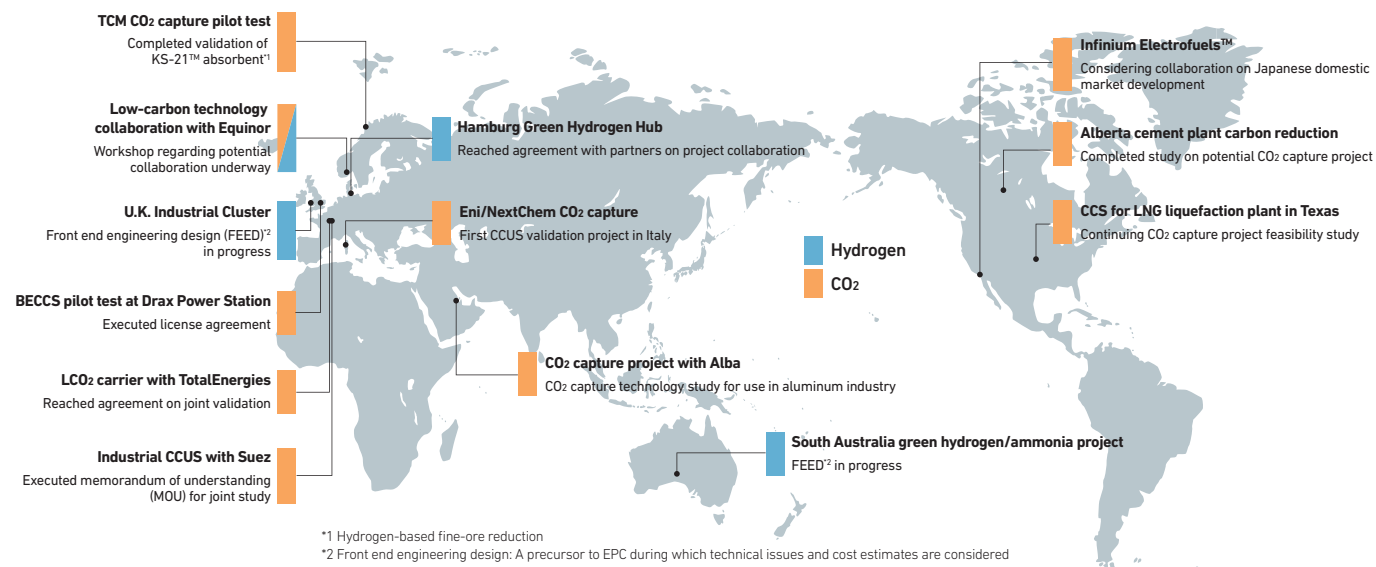 TCM CO2 capture pilot test
Completed validation of
KS-21™ absorbent*1
Low-carbon technology
collaboration with Equinor
Workshop regarding potential
collaboration underway
U.K. Industrial Cluster
Front end engineering design (FEED)*2
in progress
BECCS pilot test at Drax Power Station
Executed license agreement
LCO2 carrier with TotalEnergies
Reached agreement on joint validation
Industrial CCUS with Suez
Executed memorandum of understanding
(MOU) for joint study
Hamburg Green Hydrogen Hub
Reached agreement with partners on project collaboration
Eni/NextChem CO2 capture
First CCUS validation project in Italy
CO2 capture project with Alba
CO2 capture technology study for use in aluminum industry
South Australia green hydrogen/ammonia project
FEED*2 in progress
Hydrogen
CO2
Infinium Electrofuels™
Considering collaboration on Japanese domestic
market development
Alberta cement plant carbon reduction
Completed study on potential CO2 capture project
CCS for LNG liquefaction plant in Texas
Continuing CO2 capture project feasibility study
*1 Hydrogen-based fine-ore reduction
*2 Front end engineering design: A precursor to EPC during which technical issues and cost estimates are considered